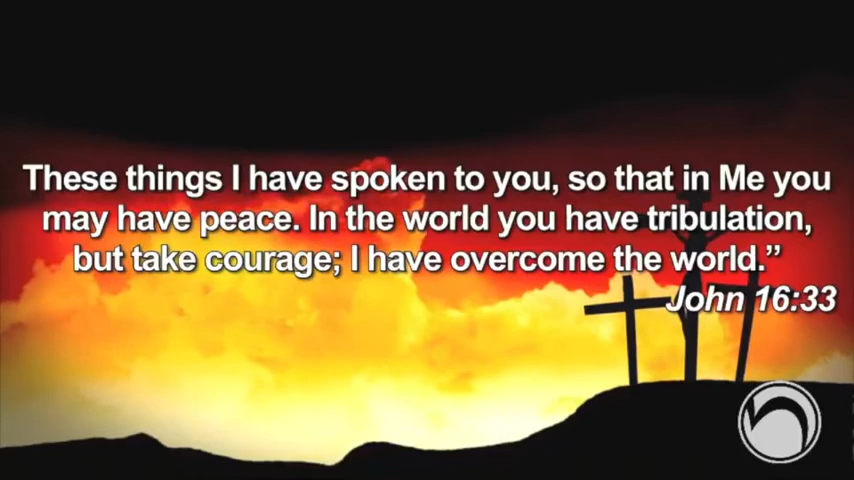 These things I have spoken to you, so that in Me you
may have peace. In the world you have tribulation,
but take courage; I have overcome the world.”
John 16:33